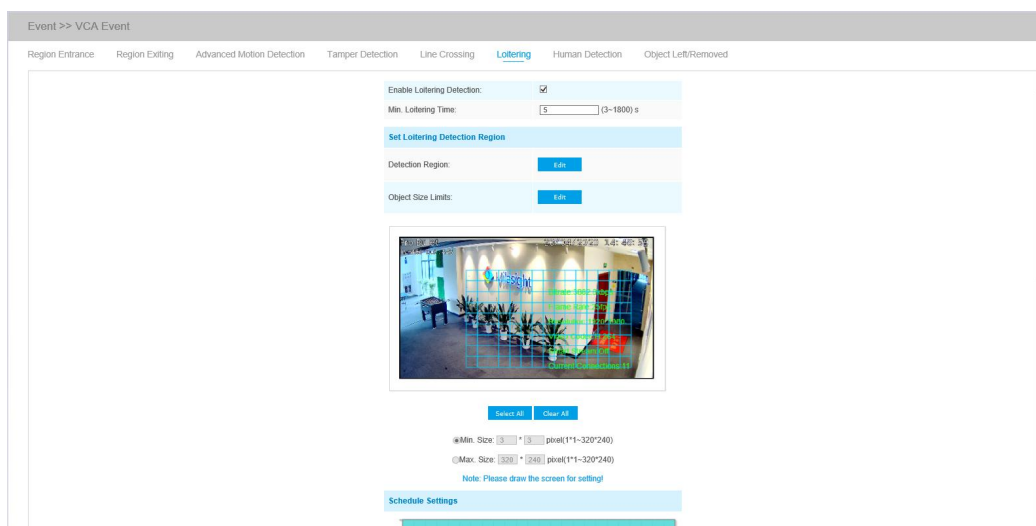 Event >> VCA Event
Region Entrance Region Exiting Advanced Motion Detection Tamper Detection Line Crossing Loitering Human Detection Object Left/Removed
Enable Loitering Detection:
Min. Loitering Time: 5 (3~1800) s
Set Loitering Detection Region
Detection Region: Edit
Object Size Limits: Edit
Milesight
Current Connections:11
Select All Clear All
Min. Size: 3 * 3 pixel(1*1~320*240)
Max. Size: 320 * 240 pixel(1*1~320*240)
Note: Please draw the screen for setting!
Schedule Settings